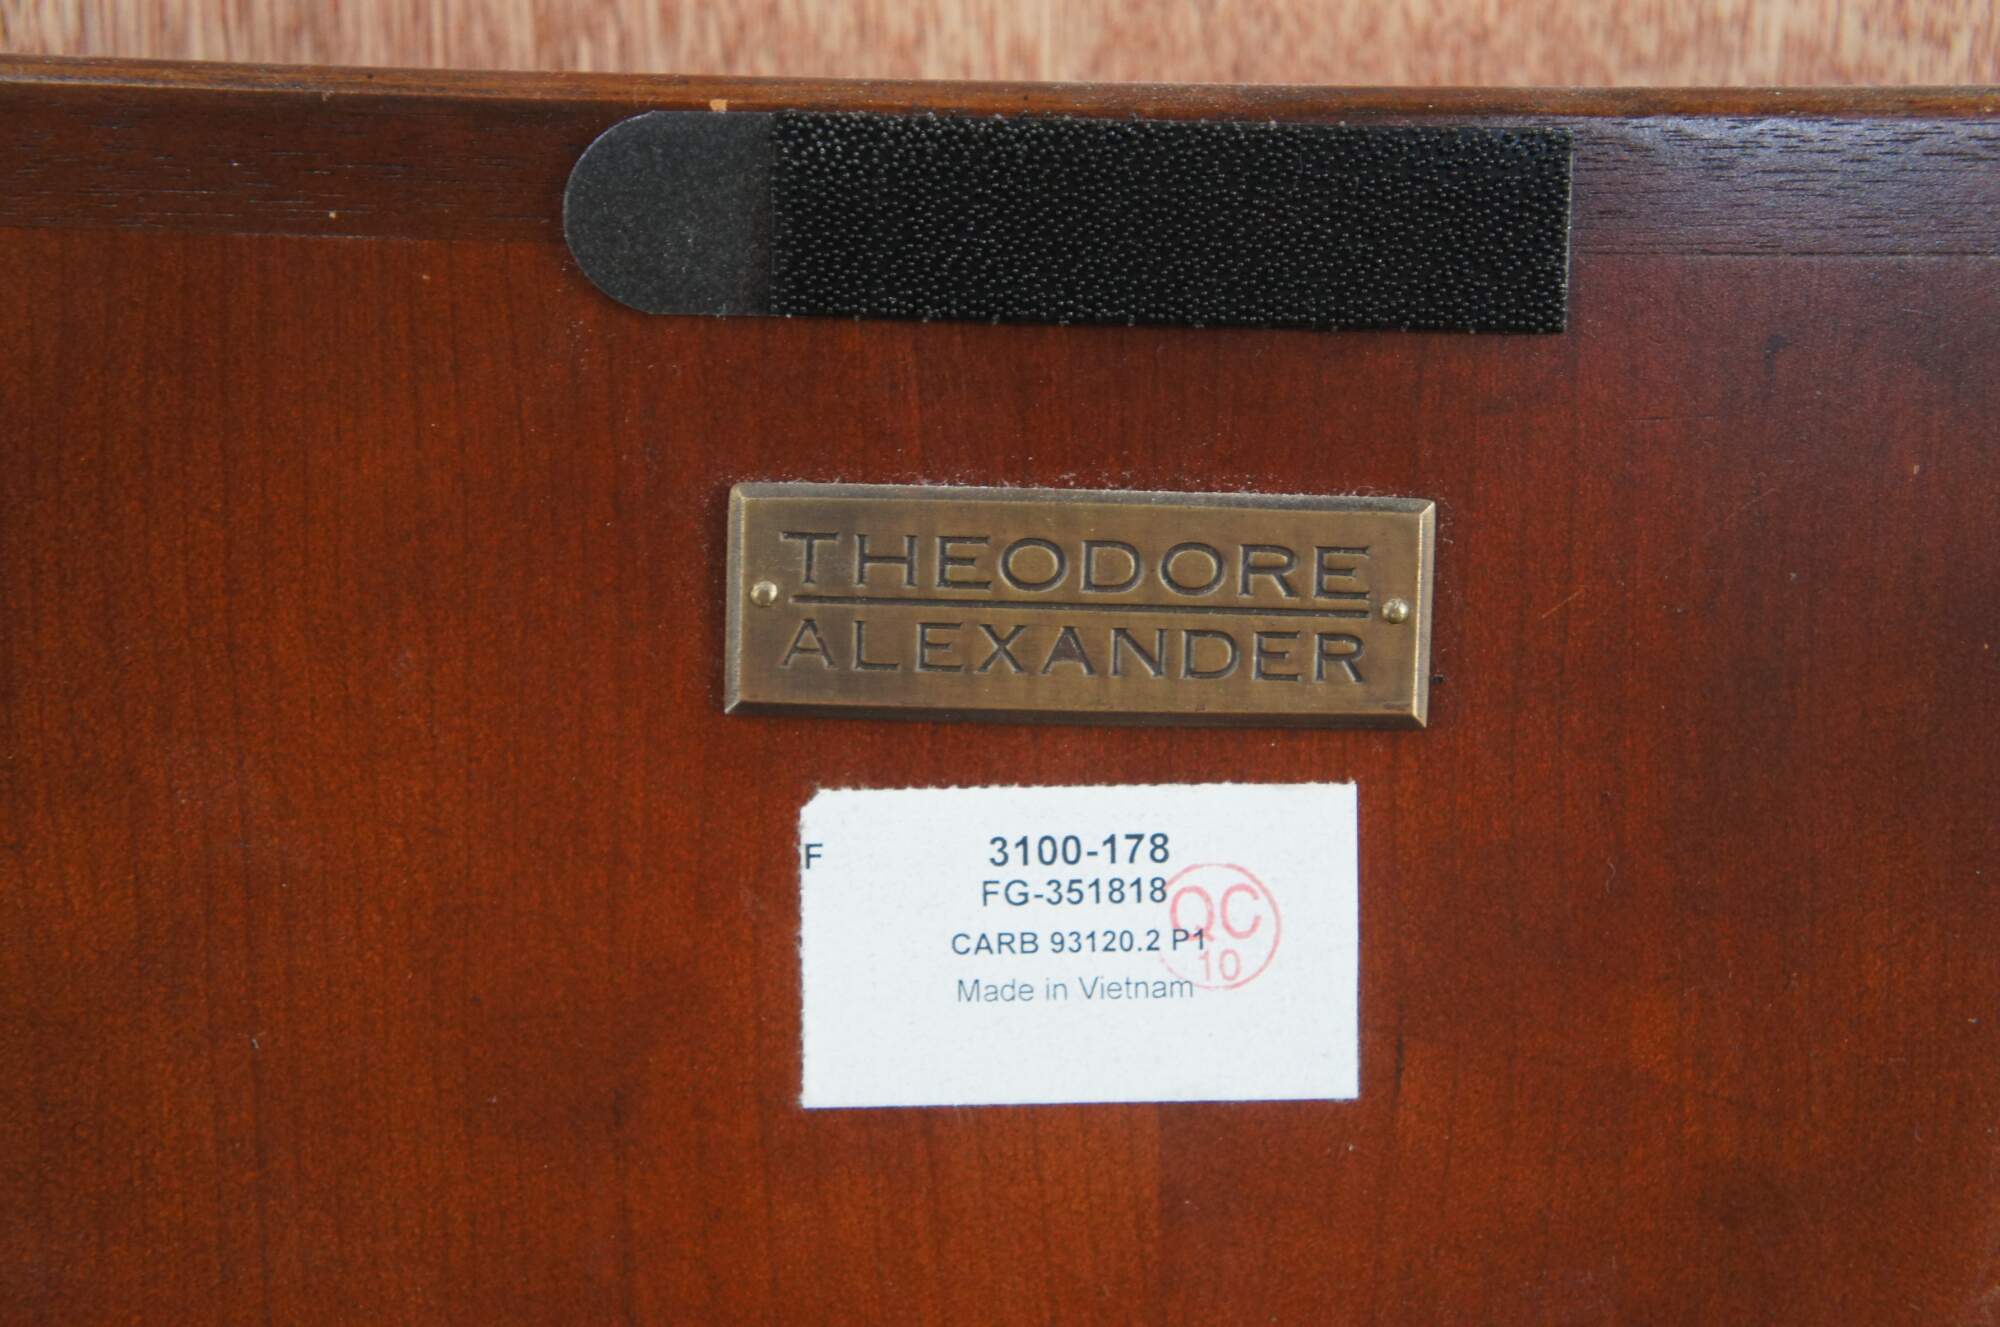 THEODORE
ALEXANDER
F
3100-178
FG-351818
CARB 93120.2 P1
Made in Vietnam
QC
10